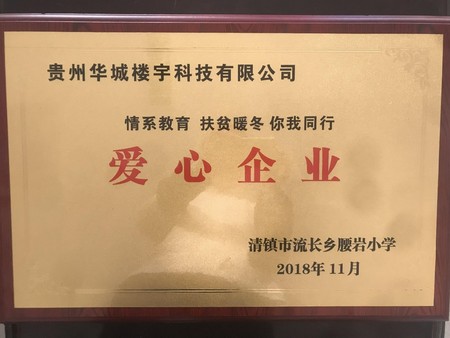 贵州华城楼宇科技有限公司
情系教育 扶贫暖冬 你我同行
爱心企业
清镇市流长乡腰岩小学
2018年11月